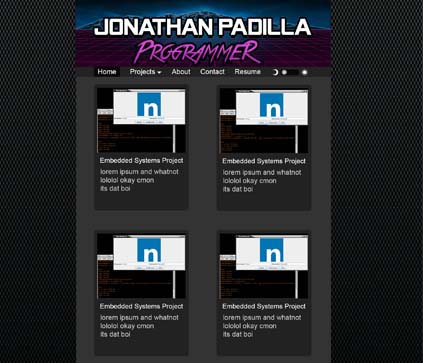 JONATHAN PADILLA
PROGRAMMER
Home Projects About Contact Resume
n
n
Embedded Systems Project
Embedded Systems Project
lorem ipsum and whatnot
lololol okay cmon
its dat boi
lorem ipsum and whatnot
lololol okay cmon
its dat boi
n
n
Embedded Systems Project
Embedded Systems Project
lorem ipsum and whatnot
lololol okay cmon
its dat boi
lorem ipsum and whatnot
lololol okay cmon
its dat boi